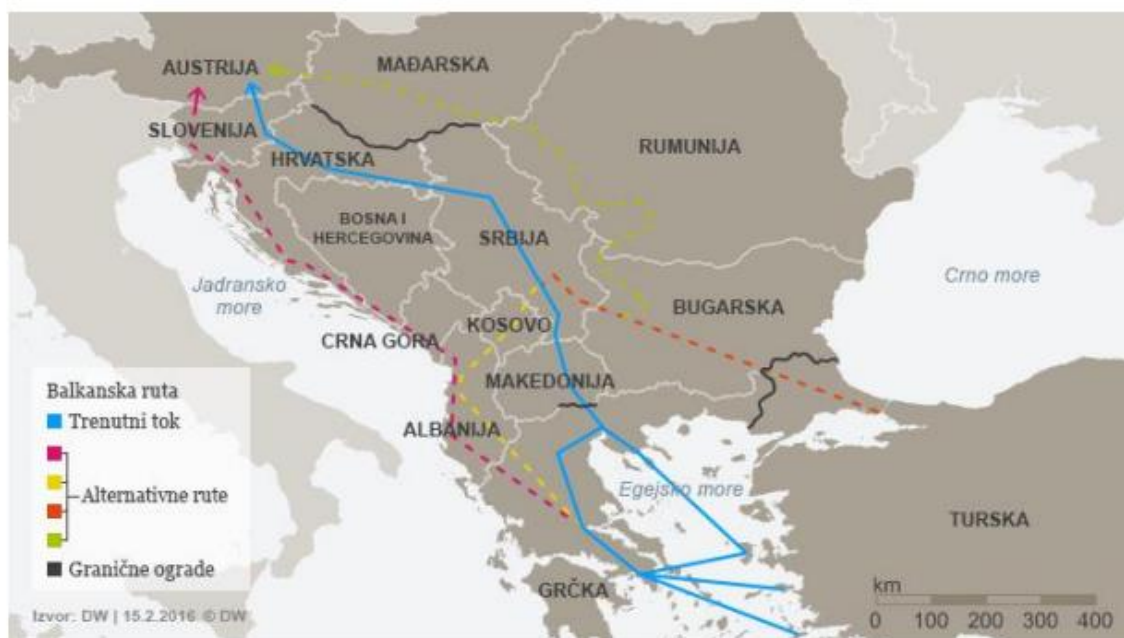 AUSTRIJA
MAĐARSKA
SLOVENIJA
HRVATSKA
RUMUNIJA
BOSNA I
HERCEGOVINA
SRBIJA
Jadransko
more
Crno more
BUGARSKA
KOSOVO
CRNA GÓRA
MAKEDONIJA
ALBANIJA
Egejsko more
TURSKA
GRČKA
Balkanska ruta
Trenutni tok
Alternativne rute
Granične ograde
Izvor: DW | 15.2.2016 © DW
km
0 100 200 300 400